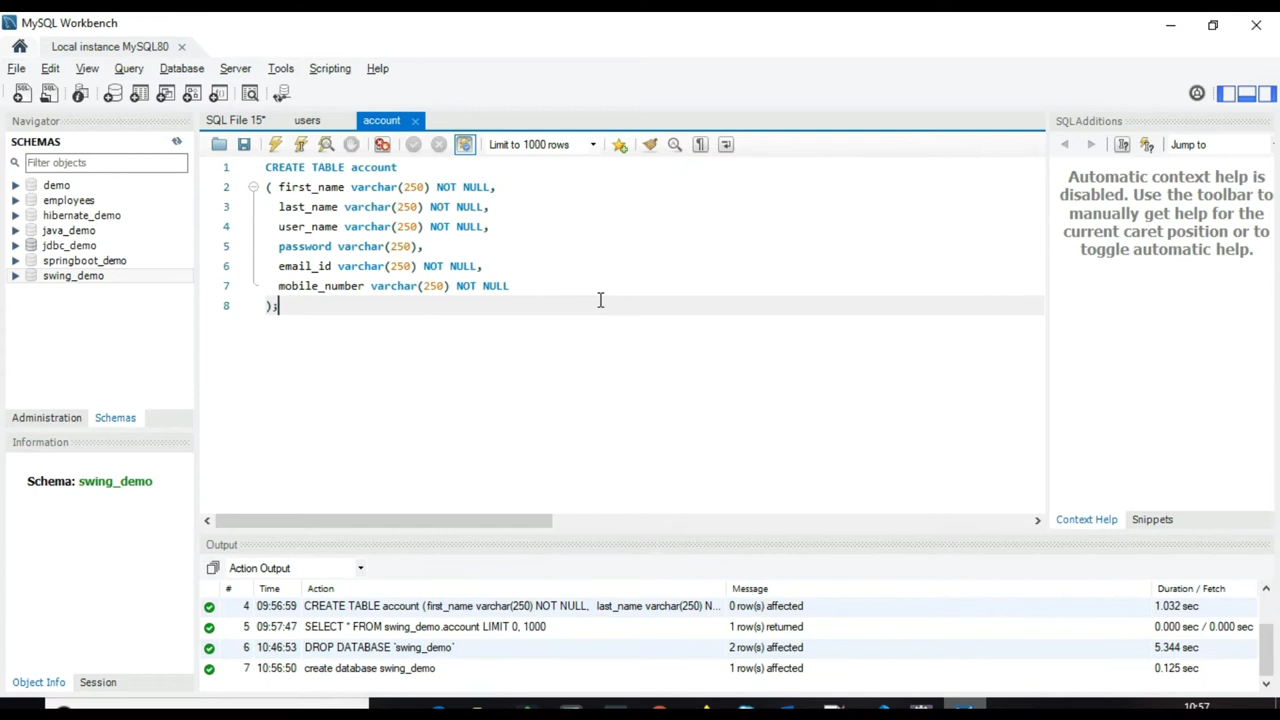 MySQL Workbench
Local instance MySQL80
File Edit View Query Database Server Tools Scripting Help
Navigator
SCHEMAS
Filter objects
demo
employees
hibernate_demo
java_demo
jdbc_demo
springboot_demo
swing_demo
Administration Schemas
Information
Schema: swing_demo
Object Info Session
SQL File 15* users account
Limit to 1000 rows
1 CREATE TABLE account
2 ( first_name varchar(250) NOT NULL,
3 last_name varchar(250) NOT NULL,
4 user_name varchar(250) NOT NULL,
5 password varchar(250),
6 email_id varchar(250) NOT NULL,
7 mobile_number varchar(250) NOT NULL
8 );
SQLAdditions
Jump to
Automatic context help is
disabled. Use the toolbar to
manually get help for the
current caret position or to
toggle automatic help.
Context Help Snippets
Output
Action Output
# Time Action Message Duration / Fetch
4 09:56:59 CREATE TABLE account ( first_name varchar(250) NOT NULL, last_name varchar(250) N... 0 row(s) affected 1.032 sec
5 09:57:47 SELECT * FROM swing_demo.account LIMIT 0, 1000 1 row(s) returned 0.000 sec / 0.000 sec
6 10:46:53 DROP DATABASE `swing_demo` 2 row(s) affected 5.344 sec
7 10:56:50 create database swing_demo 1 row(s) affected 0.125 sec
10:57